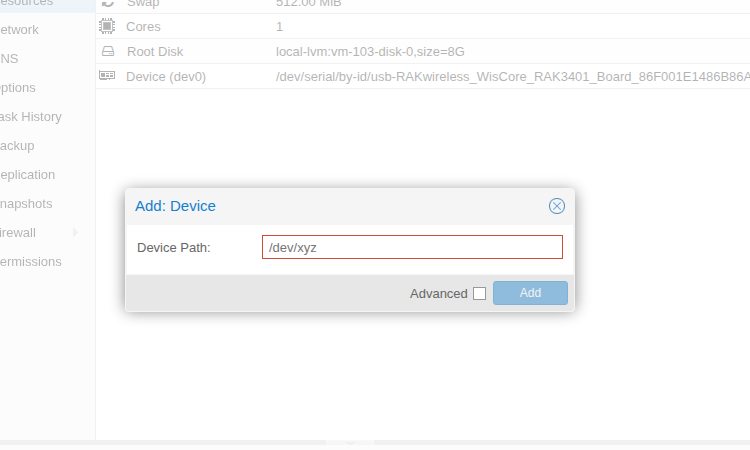 esources
Swap 512.00 MiB
etwork
Cores 1
NS
Root Disk local-lvm:vm-103-disk-0,size=8G
Device (dev0) /dev/serial/by-id/usb-RAKwireless_WisCore_RAK3401_Board_86F001E1486B86A
ptions
ask History
ackup
eplication
napshots
irewall
ermissions
Add: Device
Device Path: /dev/xyz
Advanced Add